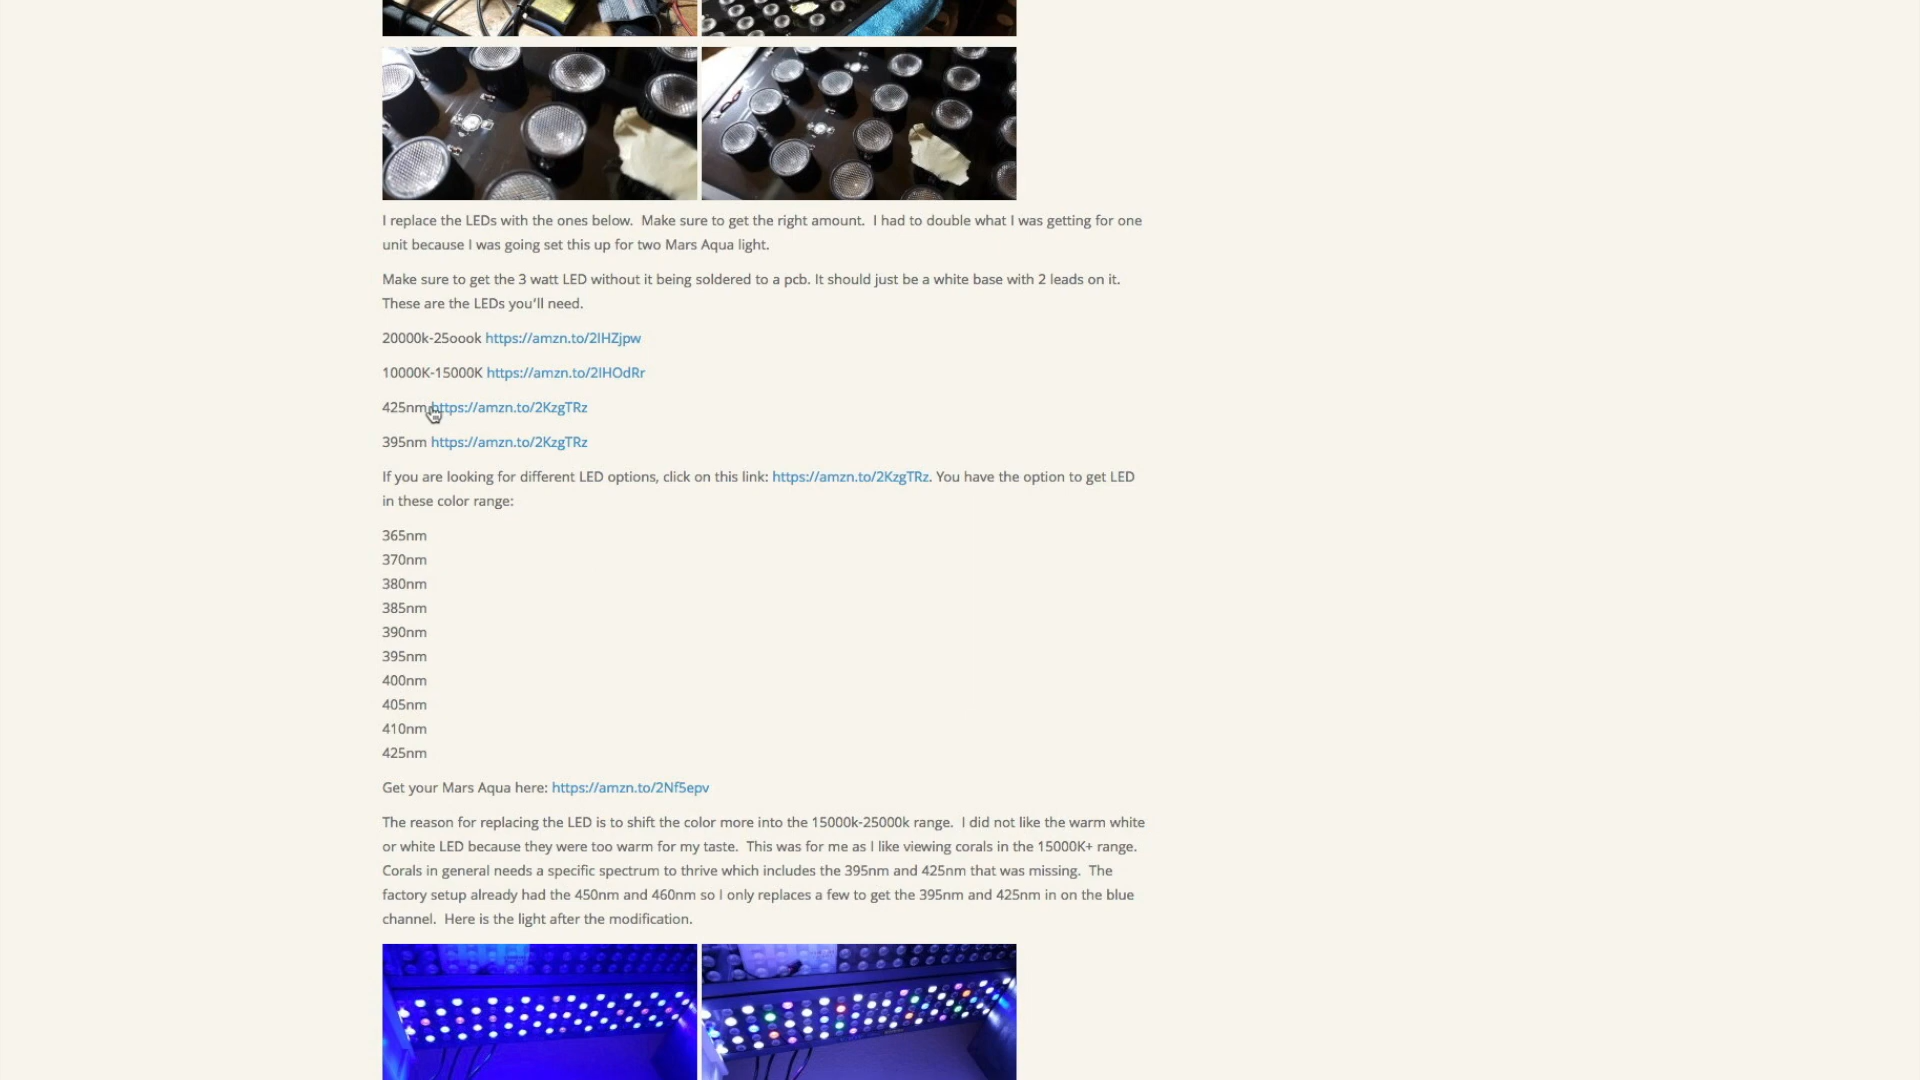 I replace the LEDs with the ones below.  Make sure to get the right amount.  I had to double what I was getting for one
unit because I was going set this up for two Mars Aqua light.
Make sure to get the 3 watt LED without it being soldered to a pcb. It should just be a white base with 2 leads on it.
These are the LEDs you'll need.
20000k-25oook https://amzn.to/2IHZjpw
10000K-15000K https://amzn.to/2IHOdRr
425nm https://amzn.to/2KzgTRz
395nm https://amzn.to/2KzgTRz
If you are looking for different LED options, click on this link: https://amzn.to/2KzgTRz. You have the option to get LED
in these color range:
365nm
370nm
380nm
385nm
390nm
395nm
400nm
405nm
410nm
425nm
Get your Mars Aqua here: https://amzn.to/2Nf5epv
The reason for replacing the LED is to shift the color more into the 15000k-25000k range.  I did not like the warm white
or white LED because they were too warm for my taste.  This was for me as I like viewing corals in the 15000K+ range.
Corals in general needs a specific spectrum to thrive which includes the 395nm and 425nm that was missing.  The
factory setup already had the 450nm and 460nm so I only replaces a few to get the 395nm and 425nm in on the blue
channel.  Here is the light after the modification.